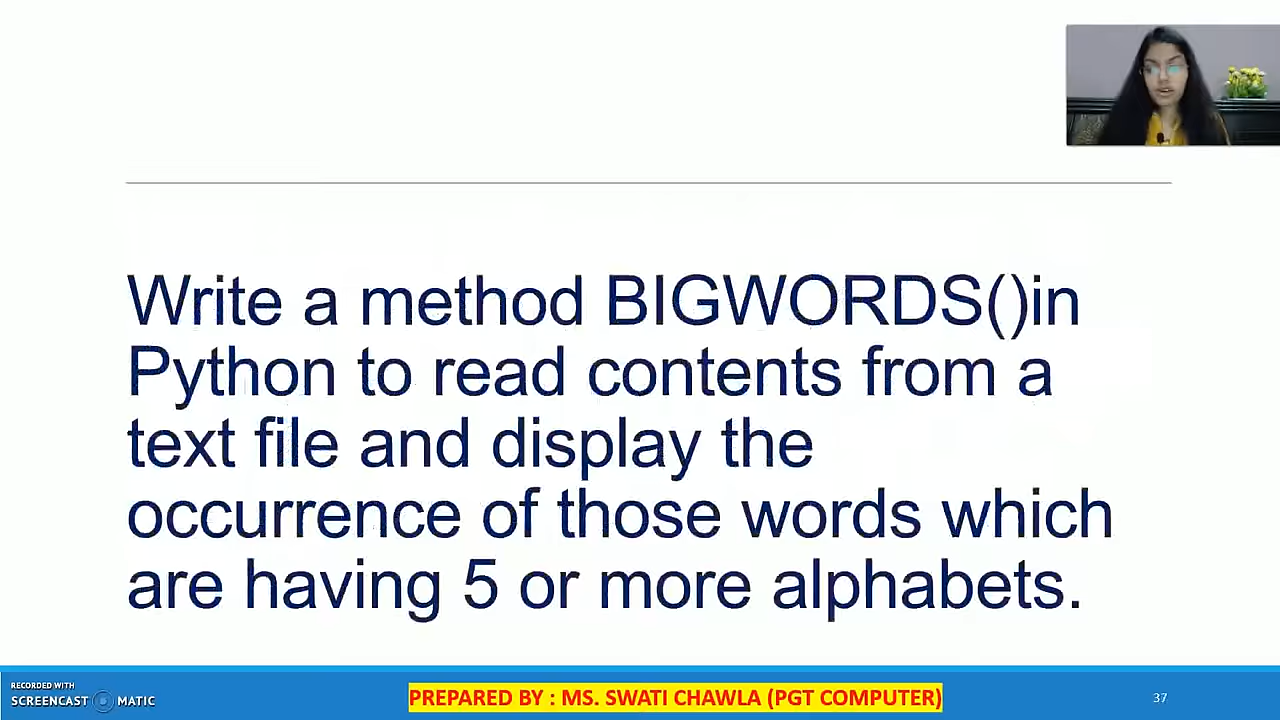 Write a method BIGWORDS()in
Python to read contents from a
text file and display the
occurrence of those words which
are having 5 or more alphabets.
RECORDED WITH
SCREENCAST MATIC
PREPARED BY : MS. SWATI CHAWLA (PGT COMPUTER)
37